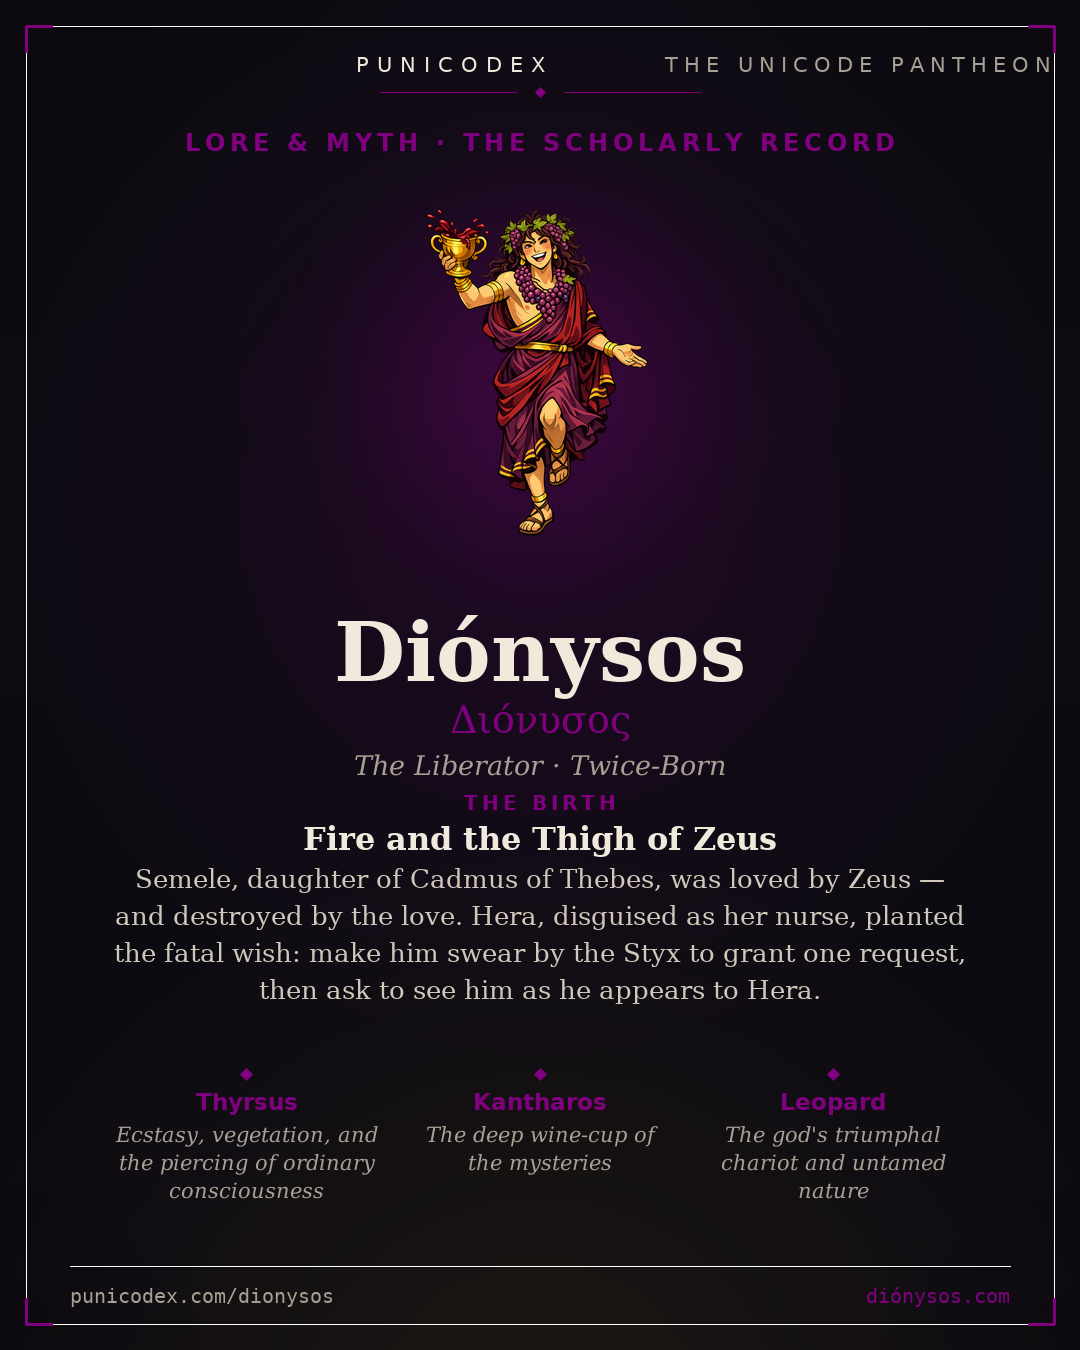 PUNICODEX THE UNICODE PANTHEON
LORE & MYTH · THE SCHOLARLY RECORD
Diónysos
Διόνυσος
The Liberator · Twice-Born
THE BIRTH
Fire and the Thigh of Zeus
Semele, daughter of Cadmus of Thebes, was loved by Zeus —
and destroyed by the love. Hera, disguised as her nurse, planted
the fatal wish: make him swear by the Styx to grant one request,
then ask to see him as he appears to Hera.
Thyrsus
Ecstasy, vegetation, and
the piercing of ordinary
consciousness
Kantharos
The deep wine-cup of
the mysteries
Leopard
The god's triumphal
chariot and untamed
nature
punicodex.com/dionysos
diónysos.com